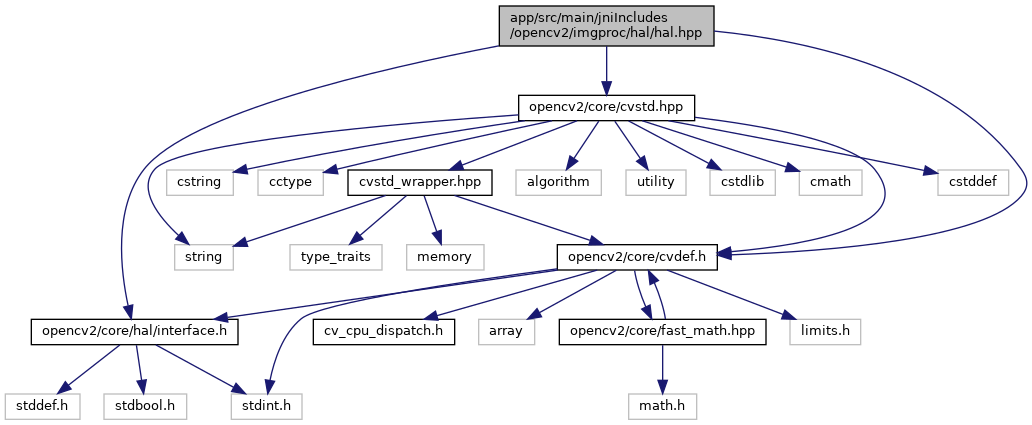 app/src/main/jniIncludes
/opencv2/imgproc/hal/hal.hpp
opencv2/core/cvstd.hpp
cstring
cctype
cvstd_wrapper.hpp
algorithm
utility
cstdlib
cmath
cstddef
string
type_traits
memory
opencv2/core/cvdef.h
opencv2/core/hal/interface.h
cv_cpu_dispatch.h
array
opencv2/core/fast_math.hpp
limits.h
stddef.h
stdbool.h
stdint.h
math.h